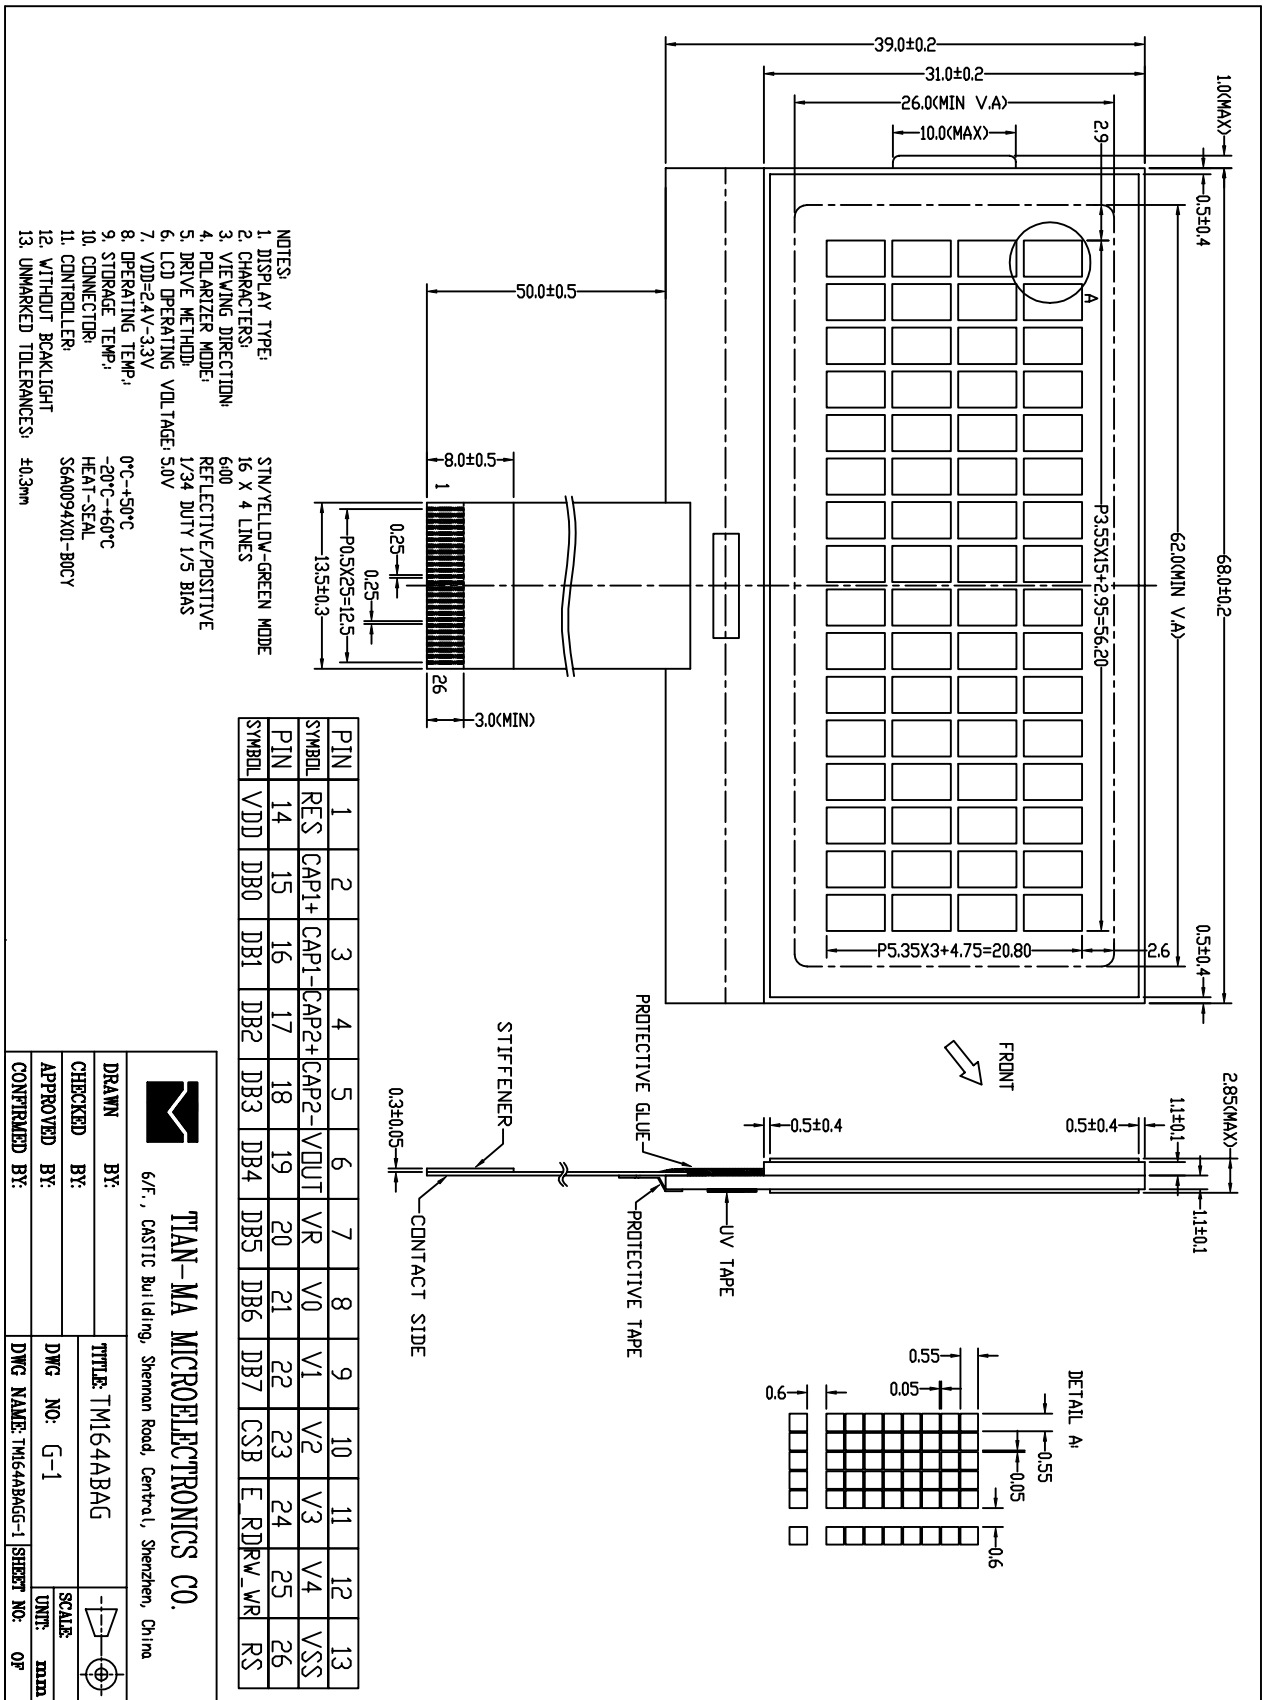 39.0±0.2
31.0±0.2
26.0(MIN V.A)
10.0(MAX)
1.0(MAX)
2.9
0.5±0.4
68.0±0.2
62.0(MIN V.A)
P3.55X15+2.95=56.20
A
P5.35X3+4.75=20.80
2.6
0.5±0.4
50.0±0.5
8.0±0.5
1
26
0.25
0.25
P0.5X25=12.5
13.5±0.3
3.0(MIN)
FRONT
2.85(MAX)
1.1±0.1
1.1±0.1
0.5±0.4
0.5±0.4
PROTECTIVE GLUE
UV TAPE
PROTECTIVE TAPE
STIFFENER
CONTACT SIDE
0.3±0.05
DETAIL A:
0.55
0.05
0.6
0.55
0.05
0.6
NOTES:
1. DISPLAY TYPE: STN/YELLOW-GREEN MODE
2. CHARACTERS: 16 X 4 LINES
3. VIEWING DIRECTION: 6:00
4. POLARIZER MODE: REFLECTIVE/POSITIVE
5. DRIVE METHOD: 1/34 DUTY 1/5 BIAS
6. LCD OPERATING VOLTAGE: 5.0V
7. VDD=2.4V-3.3V
8. OPERATING TEMP.: 0°C-+50°C
9. STORAGE TEMP.: -20°C-+60°C
10. CONNECTOR: HEAT-SEAL
11. CONTROLLER: S6A0094X01-B0CY
12. WITHOUT BCAKLIGHT
13. UNMARKED TOLERANCES: ±0.3mm
PIN 1 2 3 4 5 6 7 8 9 10 11 12 13
SYMBOL RES CAP1+ CAP1- CAP2+ CAP2- VOUT VR V0 V1 V2 V3 V4 VSS
PIN 14 15 16 17 18 19 20 21 22 23 24 25 26
SYMBOL VDD DB0 DB1 DB2 DB3 DB4 DB5 DB6 DB7 CSB E_RD RW_WR RS
TIAN-MA MICROELECTRONICS CO.
6/F., CASTIC Building, Shennan Road, Central, Shenzhen, China
DRAWN BY:
CHECKED BY:
APPROVED BY:
CONFIRMED BY:
TITLE: TM164ABAG
DWG NO: G-1
DWG NAME: TM164ABAGG-1
SCALE:
UNIT: mm
SHEET NO: OF